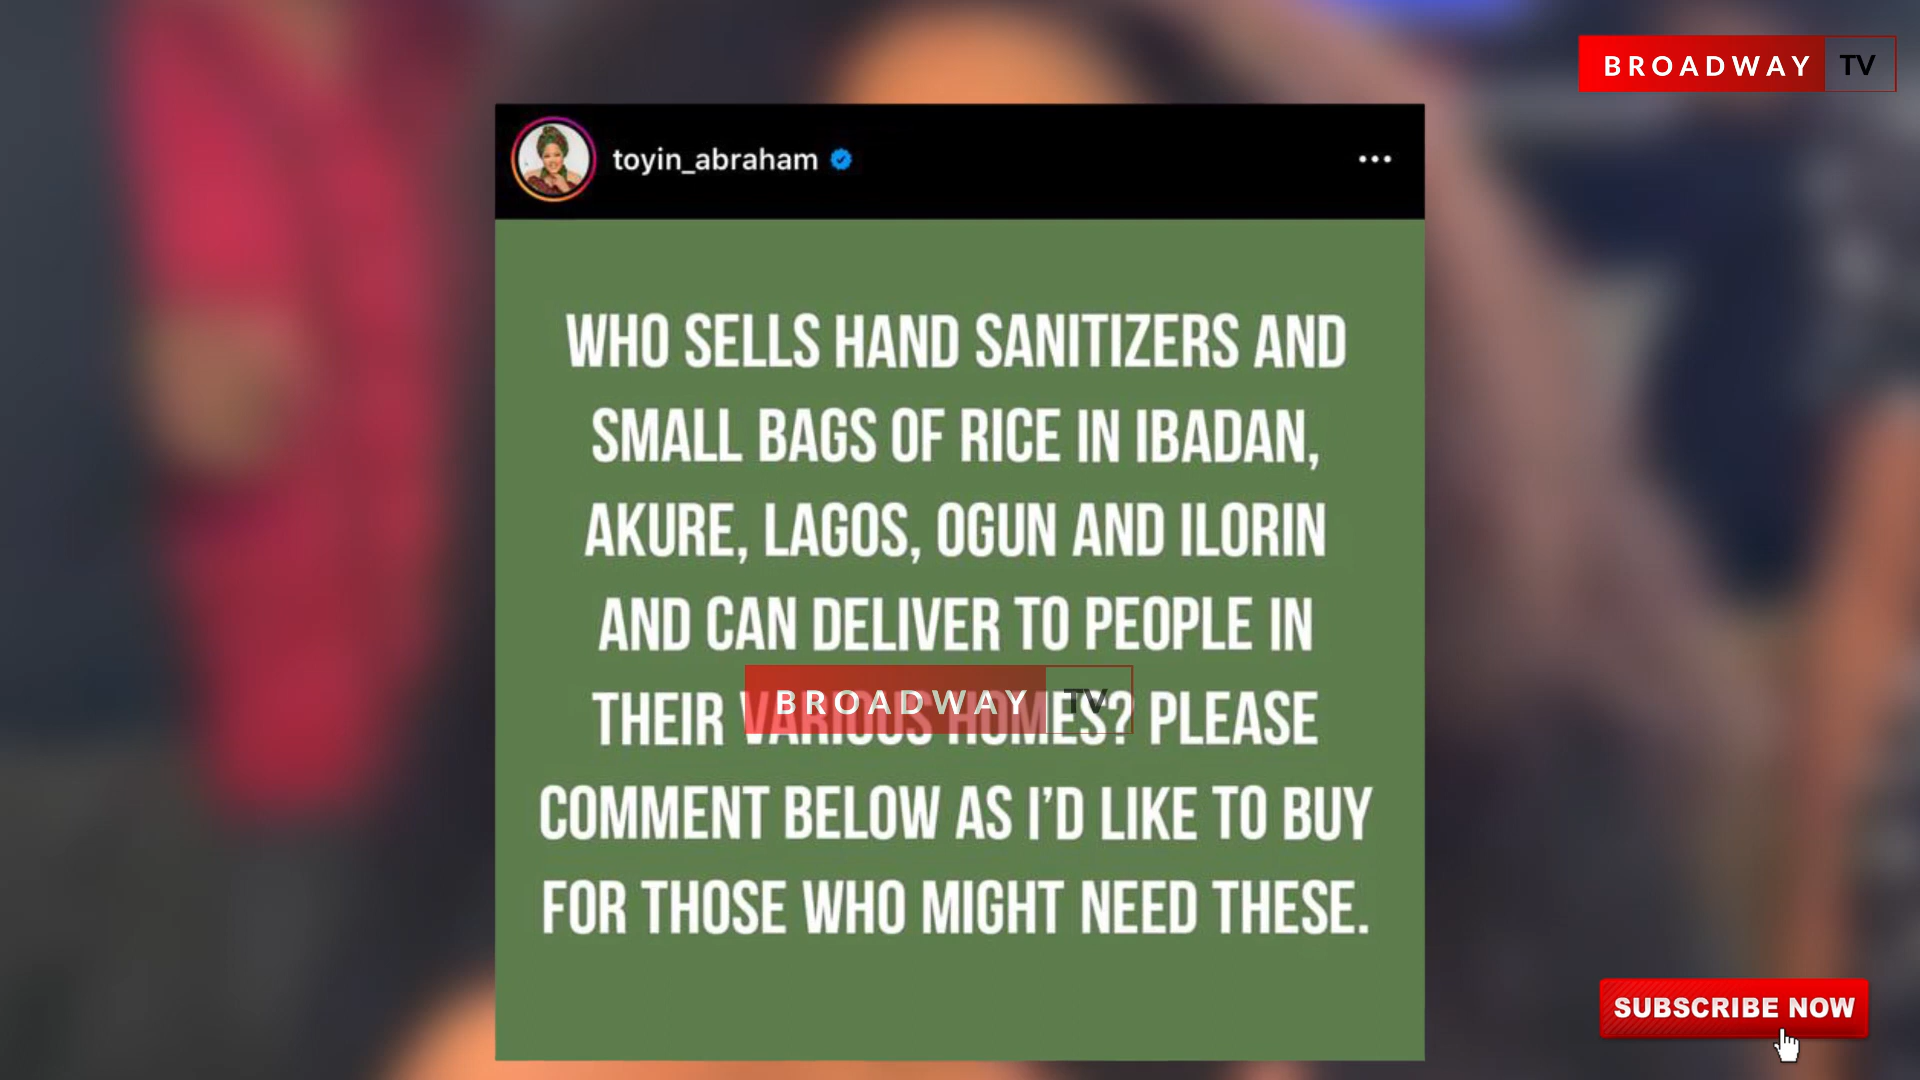 BROADWAY TV
toyin_abraham
WHO SELLS HAND SANITIZERS AND
SMALL BAGS OF RICE IN IBADAN,
AKURE, LAGOS, OGUN AND ILORIN
AND CAN DELIVER TO PEOPLE IN
THEIR VARIOUS HOMES? PLEASE
BROADWAY TV
COMMENT BELOW AS I'D LIKE TO BUY
FOR THOSE WHO MIGHT NEED THESE.
SUBSCRIBE NOW